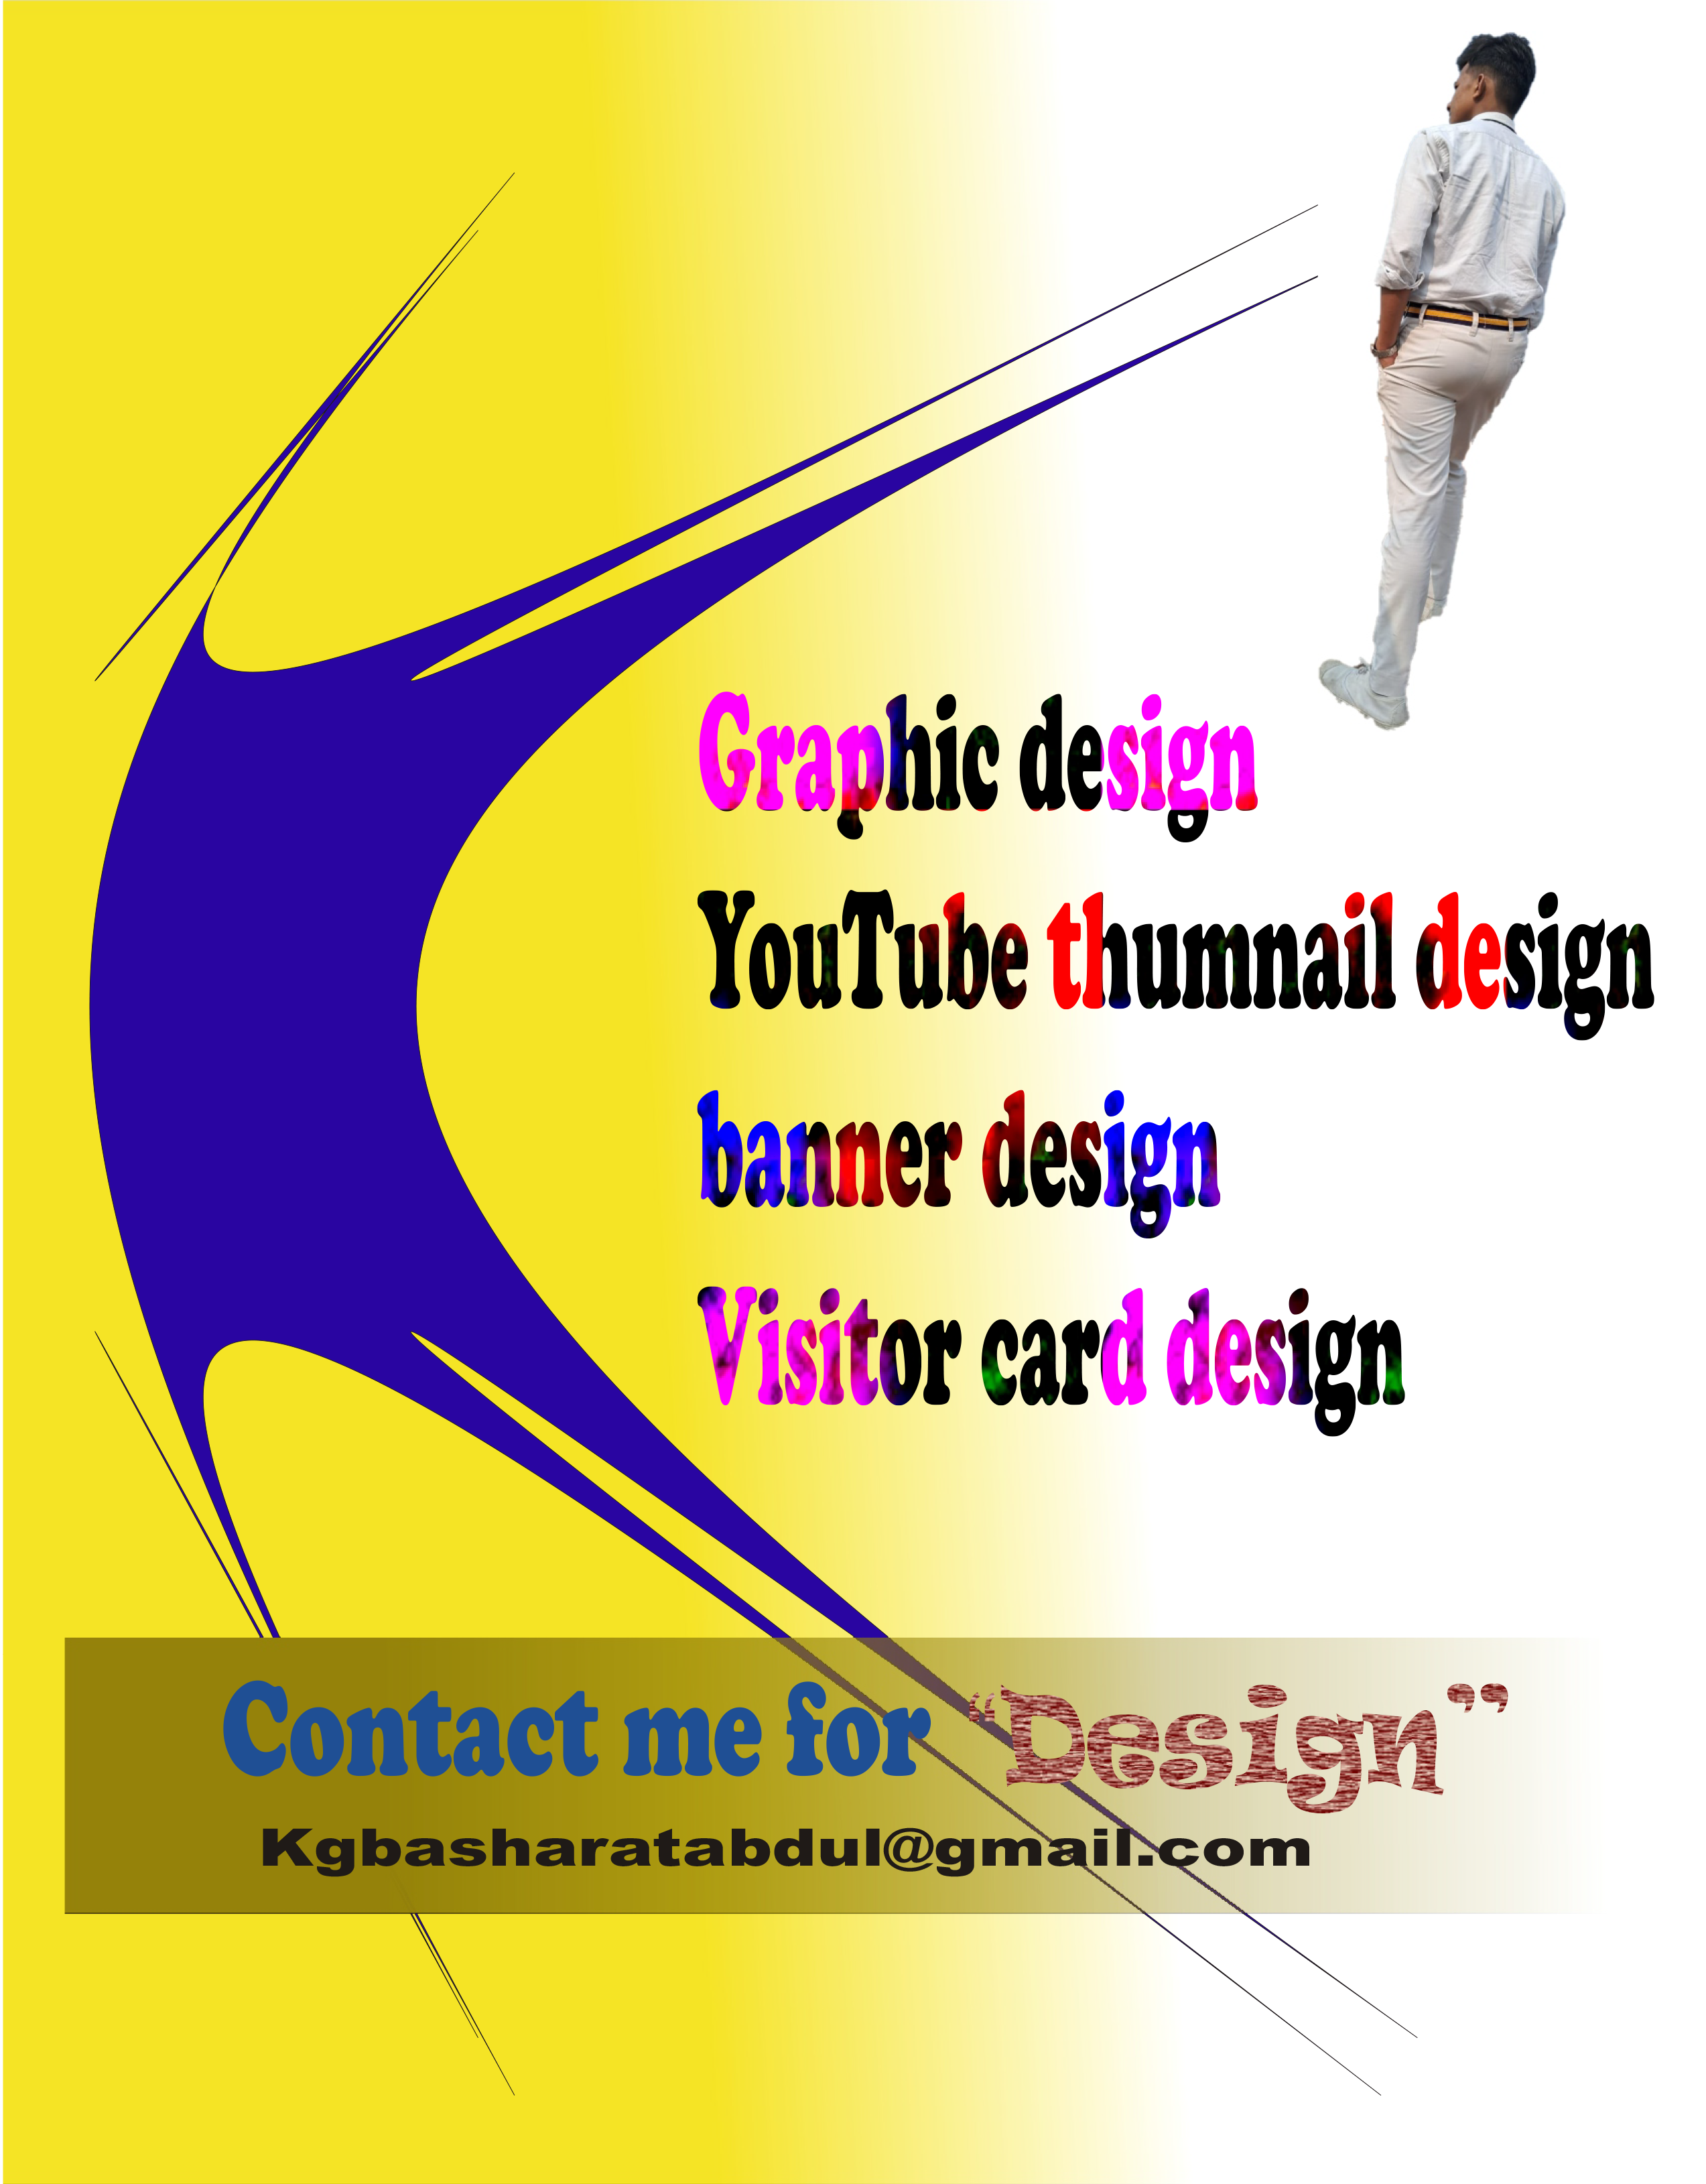 Graphic design
YouTube thumnail design
banner design
Visitor card design
Contact me for “Design”
Kgbasharatabdul@gmail.com